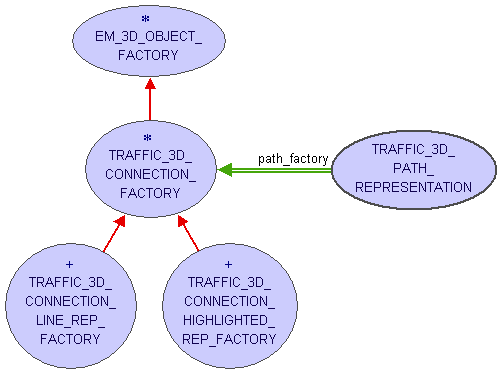 *
EM_3D_OBJECT_
FACTORY
*
TRAFFIC_3D_
CONNECTION_
FACTORY
path_factory
TRAFFIC_3D_
PATH_
REPRESENTATION
+
TRAFFIC_3D_
CONNECTION_
LINE_REP_
FACTORY
+
TRAFFIC_3D_
CONNECTION_
HIGHLIGHTED_
REP_FACTORY